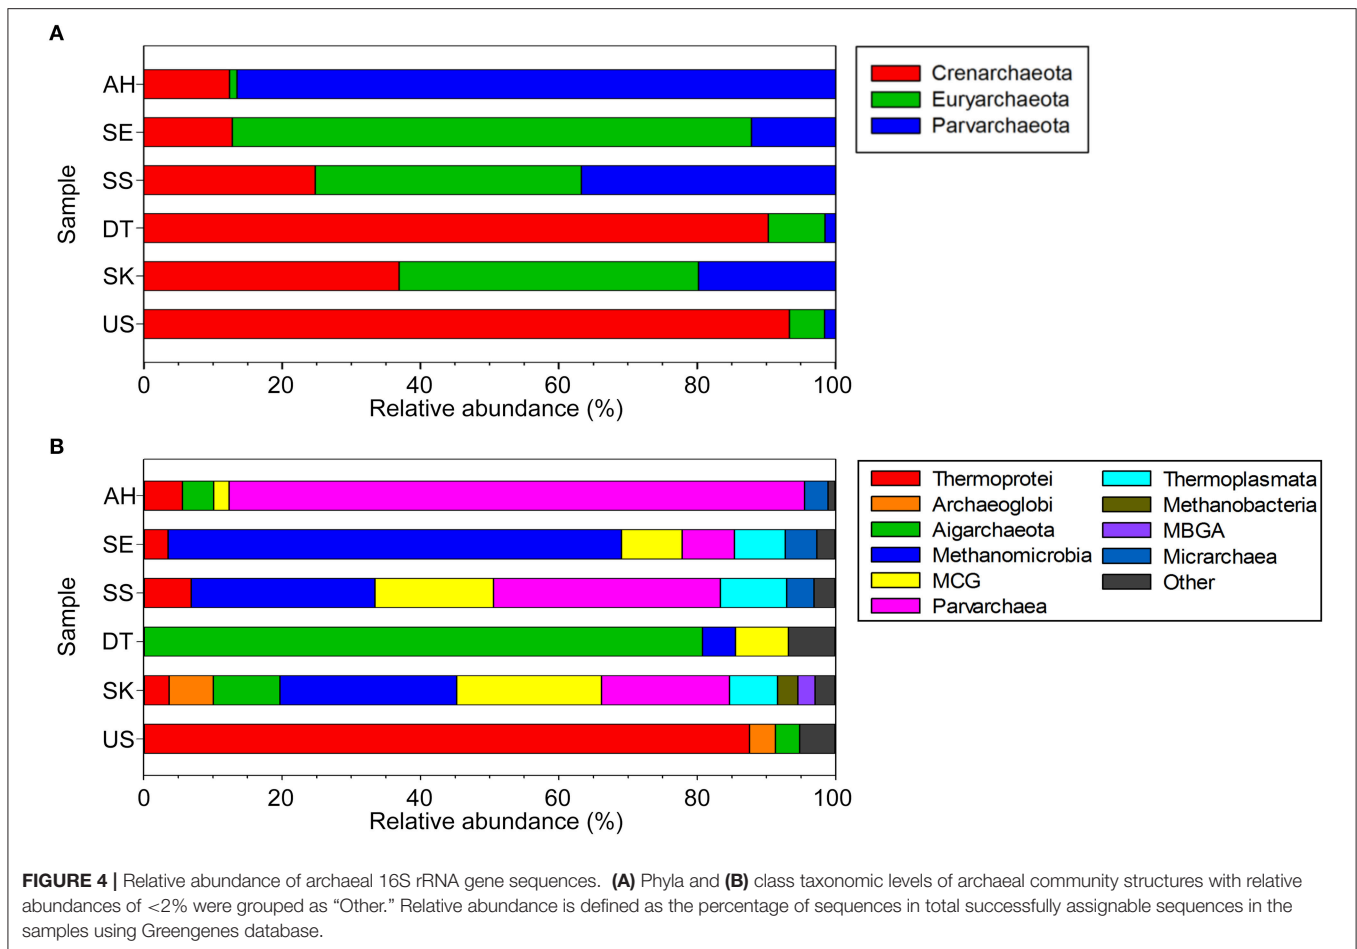 A
AH
SE
SS
DT
SK
US
Sample
0 20 40 60 80 100
Relative abundance (%)
Crenarchaeota
Euryarchaeota
Parvarchaeota
B
AH
SE
SS
DT
SK
US
Sample
0 20 40 60 80 100
Relative abundance (%)
Thermoprotei
Archaeoglobi
Aigarchaeota
Methanomicrobia
MCG
Parvarchaea
Thermoplasmata
Methanobacteria
MBGA
Micrarchaea
Other
FIGURE 4 | Relative abundance of archaeal 16S rRNA gene sequences. (A) Phyla and (B) class taxonomic levels of archaeal community structures with relative
abundances of <2% were grouped as “Other.” Relative abundance is defined as the percentage of sequences in total successfully assignable sequences in the
samples using Greengenes database.